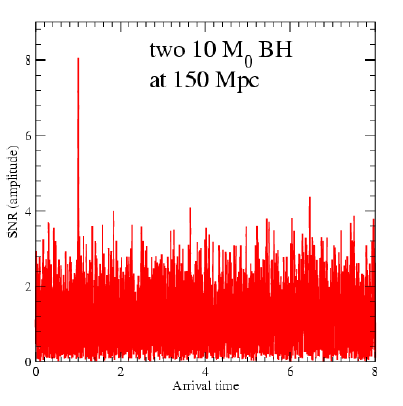 two 10 M0 BH
at 150 Mpc
8
6
4
2
0
SNR (amplitude)
0 2 4 6 8
Arrival time